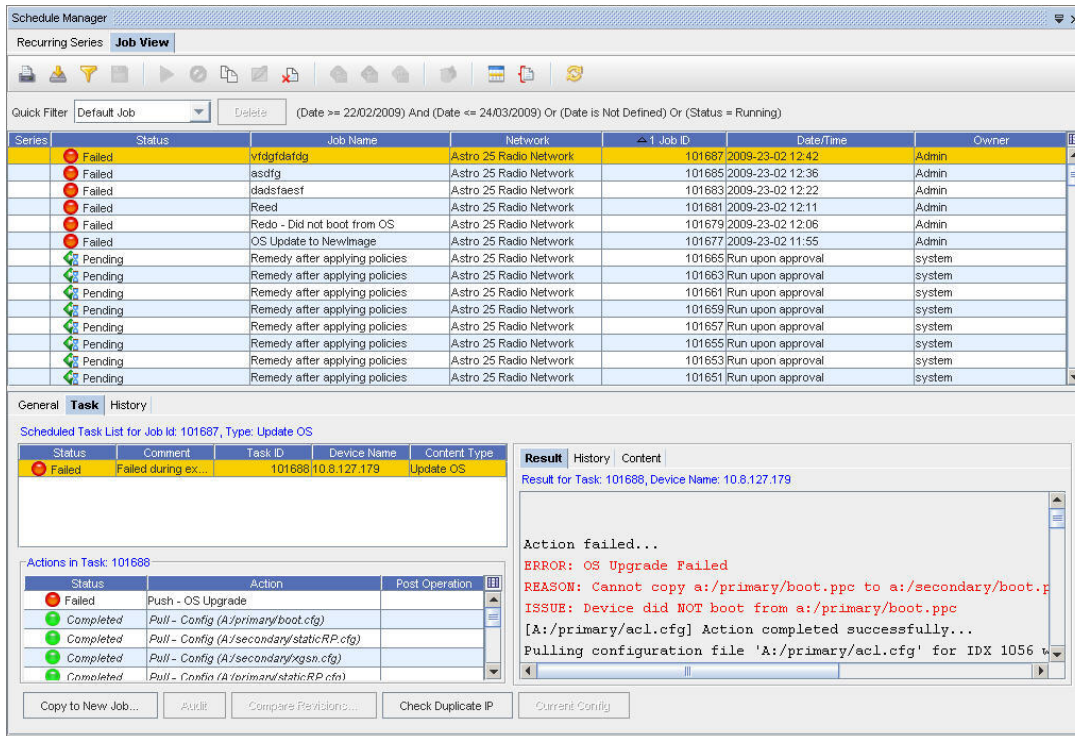 Schedule Manager
Recurring Series Job View
Quick Filter Default Job Delete (Date >= 22/02/2009) And (Date <= 24/03/2009) Or (Date is Not Defined) Or (Status = Running)
Series Status Job Name Network 1 Job ID Date/Time Owner
Failed vfdgfdafdg Astro 25 Radio Network 101687 2009-23-02 12:42 Admin
Failed asdfg Astro 25 Radio Network 101685 2009-23-02 12:36 Admin
Failed dadsfaesf Astro 25 Radio Network 101683 2009-23-02 12:22 Admin
Failed Reed Astro 25 Radio Network 101681 2009-23-02 12:11 Admin
Failed Redo - Did not boot from OS Astro 25 Radio Network 101679 2009-23-02 12:06 Admin
Failed OS Update to NewImage Astro 25 Radio Network 101677 2009-23-02 11:55 Admin
Pending Remedy after applying policies Astro 25 Radio Network 101665 Run upon approval system
Pending Remedy after applying policies Astro 25 Radio Network 101663 Run upon approval system
Pending Remedy after applying policies Astro 25 Radio Network 101661 Run upon approval system
Pending Remedy after applying policies Astro 25 Radio Network 101659 Run upon approval system
Pending Remedy after applying policies Astro 25 Radio Network 101657 Run upon approval system
Pending Remedy after applying policies Astro 25 Radio Network 101655 Run upon approval system
Pending Remedy after applying policies Astro 25 Radio Network 101653 Run upon approval system
Pending Remedy after applying policies Astro 25 Radio Network 101651 Run upon approval system
General Task History
Scheduled Task List for Job Id: 101687, Type: Update OS
Status Comment Task ID Device Name Content Type
Failed Failed during ex... 101688 10.8.127.179 Update OS
Actions in Task: 101688
Status Action Post Operation
Failed Push - OS Upgrade
Completed Pull - Config (A:/primary/boot.cfg)
Completed Pull - Config (A:/secondary/staticRP.cfg)
Completed Pull - Config (A:/secondary/xgsn.cfg)
Completed Pull - Config (A:/primary/staticRP.cfg)
Result History Content
Result for Task: 101688, Device Name: 10.8.127.179
Action failed...
ERROR: OS Upgrade Failed
REASON: Cannot copy a:/primary/boot.ppc to a:/secondary/boot.p
ISSUE: Device did NOT boot from a:/primary/boot.ppc
[A:/primary/acl.cfg] Action completed successfully...
Pulling configuration file 'A:/primary/acl.cfg' for IDX 1056 w
Copy to New Job... Audit Compare Revisions... Check Duplicate IP Current Config